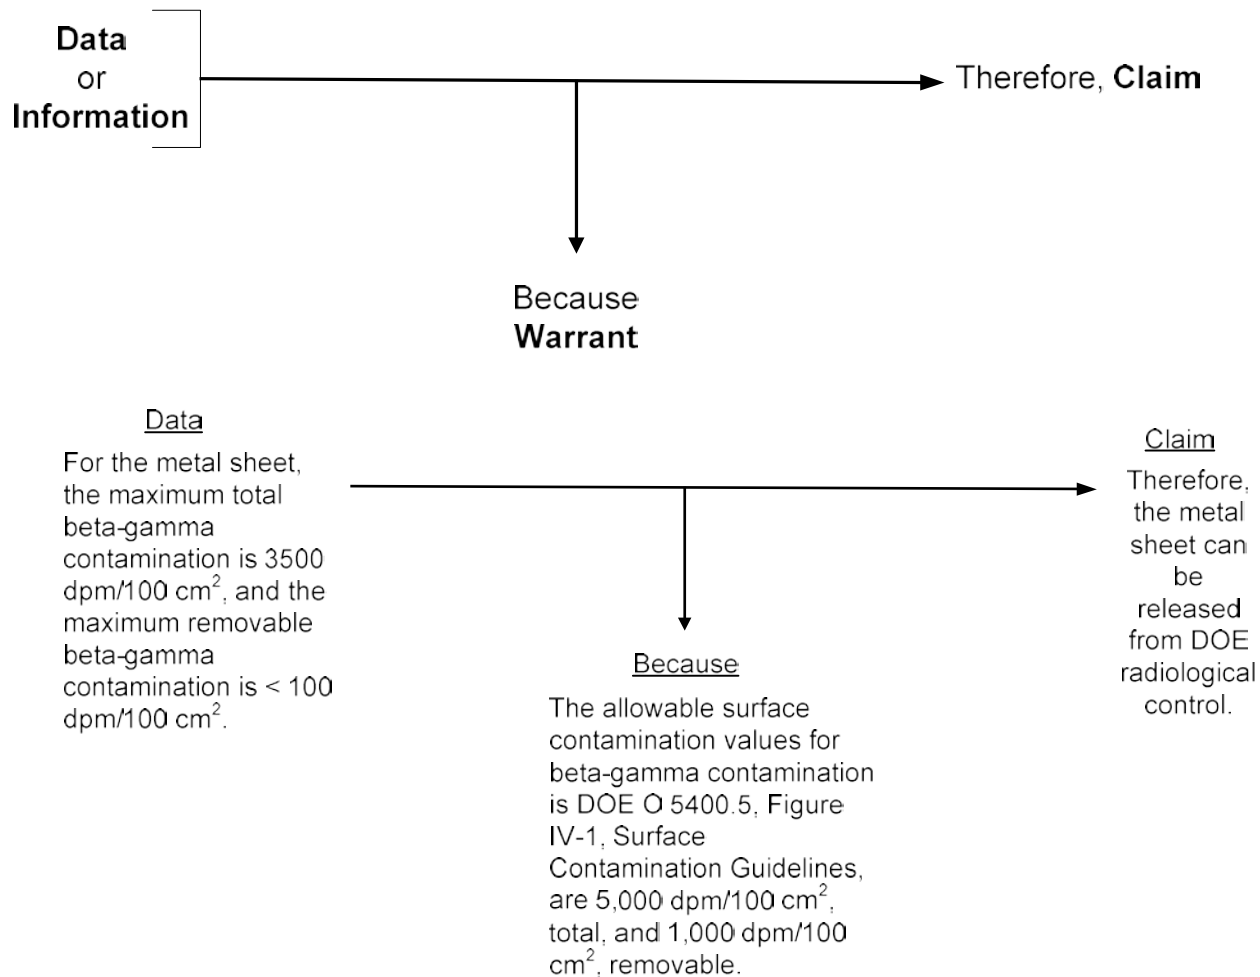 Data
or
Information
Therefore, Claim
Because
Warrant
Data
For the metal sheet,
the maximum total
beta-gamma
contamination is 3500
dpm/100 cm², and the
maximum removable
beta-gamma
contamination is < 100
dpm/100 cm².
Because
The allowable surface
contamination values for
beta-gamma contamination
is DOE O 5400.5, Figure
IV-1, Surface
Contamination Guidelines,
are 5,000 dpm/100 cm²,
total, and 1,000 dpm/100
cm², removable.
Claim
Therefore,
the metal
sheet can
be
released
from DOE
radiological
control.